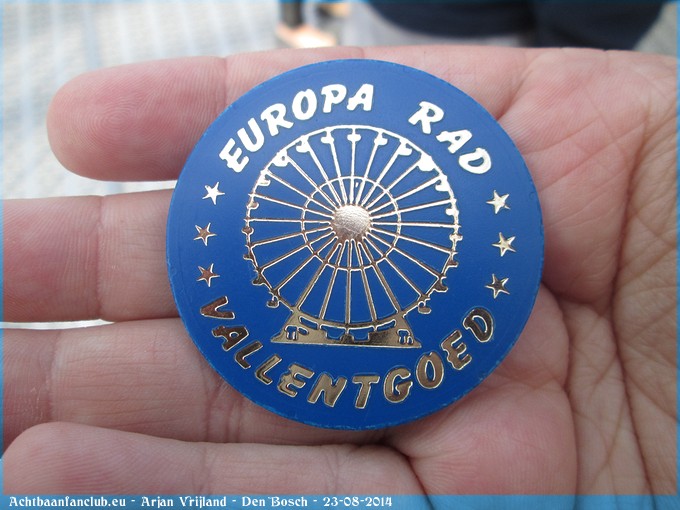 EUROPA RAD
VALLENTGOED
Achtbaanfanclub.eu - Arjan Vrijland - Den Bosch - 23-08-2014